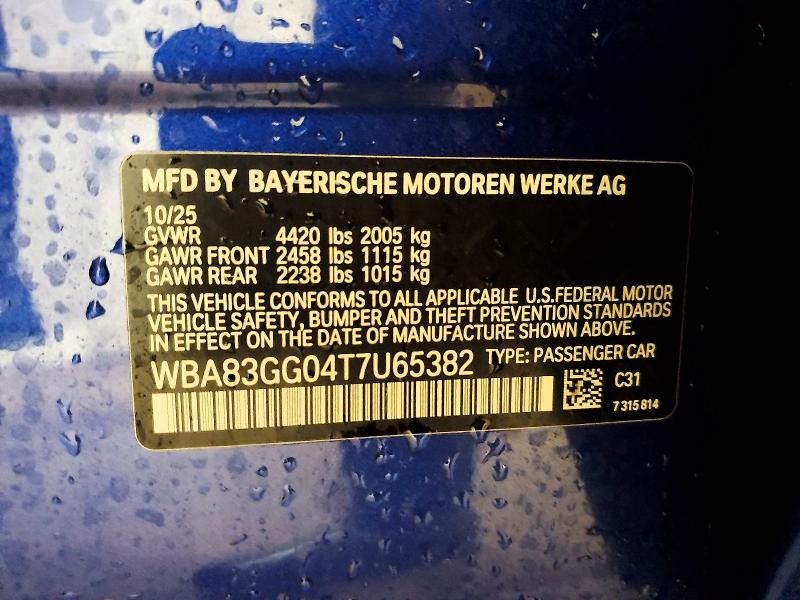 MFD BY BAYERISCHE MOTOREN WERKE AG
10/25
GVWR 4420 lbs 2005 kg
GAWR FRONT 2458 lbs 1115 kg
GAWR REAR 2238 lbs 1015 kg
THIS VEHICLE CONFORMS TO ALL APPLICABLE U.S.FEDERAL MOTOR
VEHICLE SAFETY, BUMPER AND THEFT PREVENTION STANDARDS
IN EFFECT ON THE DATE OF MANUFACTURE SHOWN ABOVE.
WBA83GG04T7U65382 TYPE: PASSENGER CAR
C31
7 315 814